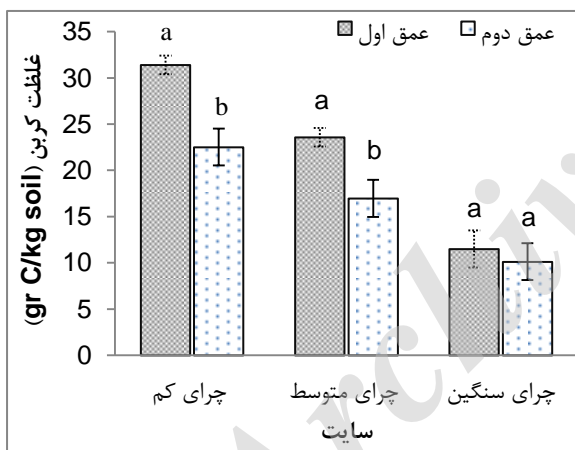 عمق اول عمق دوم
غلظت کربن (gr C/kg soil)
35
30
25
20
15
10
5
0
a
b
a
b
a
a
چرای کم چرای متوسط چرای سنگین
سایت